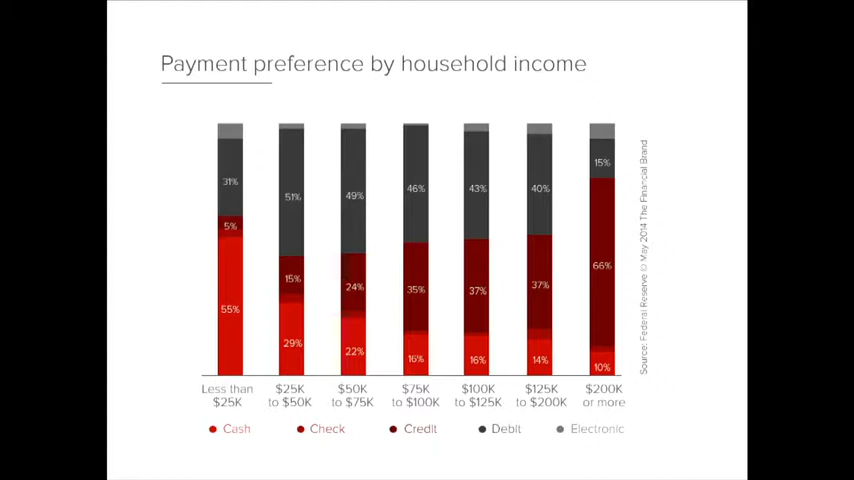 Payment preference by household income
31% 5% 55%
51% 15% 29%
49% 24% 22%
46% 35% 16%
43% 37% 16%
40% 37% 14%
15% 66% 10%
Less than
$25K
$25K
to $50K
$50K
to $75K
$75K
to $100K
$100K
to $125K
$125K
to $200K
$200K
or more
Cash
Check
Credit
Debit
Electronic
Source: Federal Reserve © May 2014 The Financial Brand